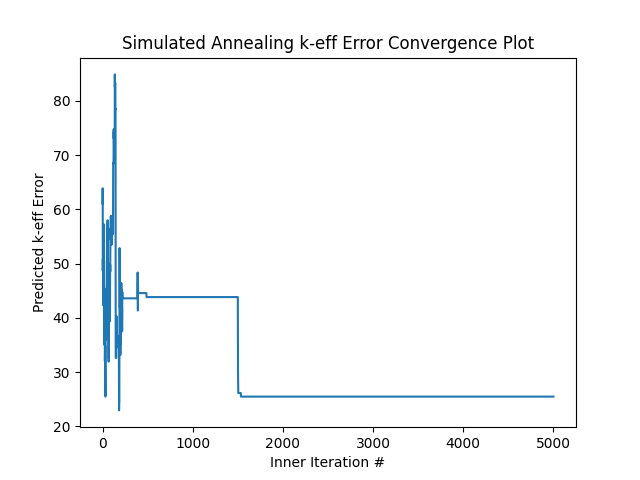 Simulated Annealing k-eff Error Convergence Plot
Predicted k-eff Error
80
70
60
50
40
30
20
0 1000 2000 3000 4000 5000
Inner Iteration #